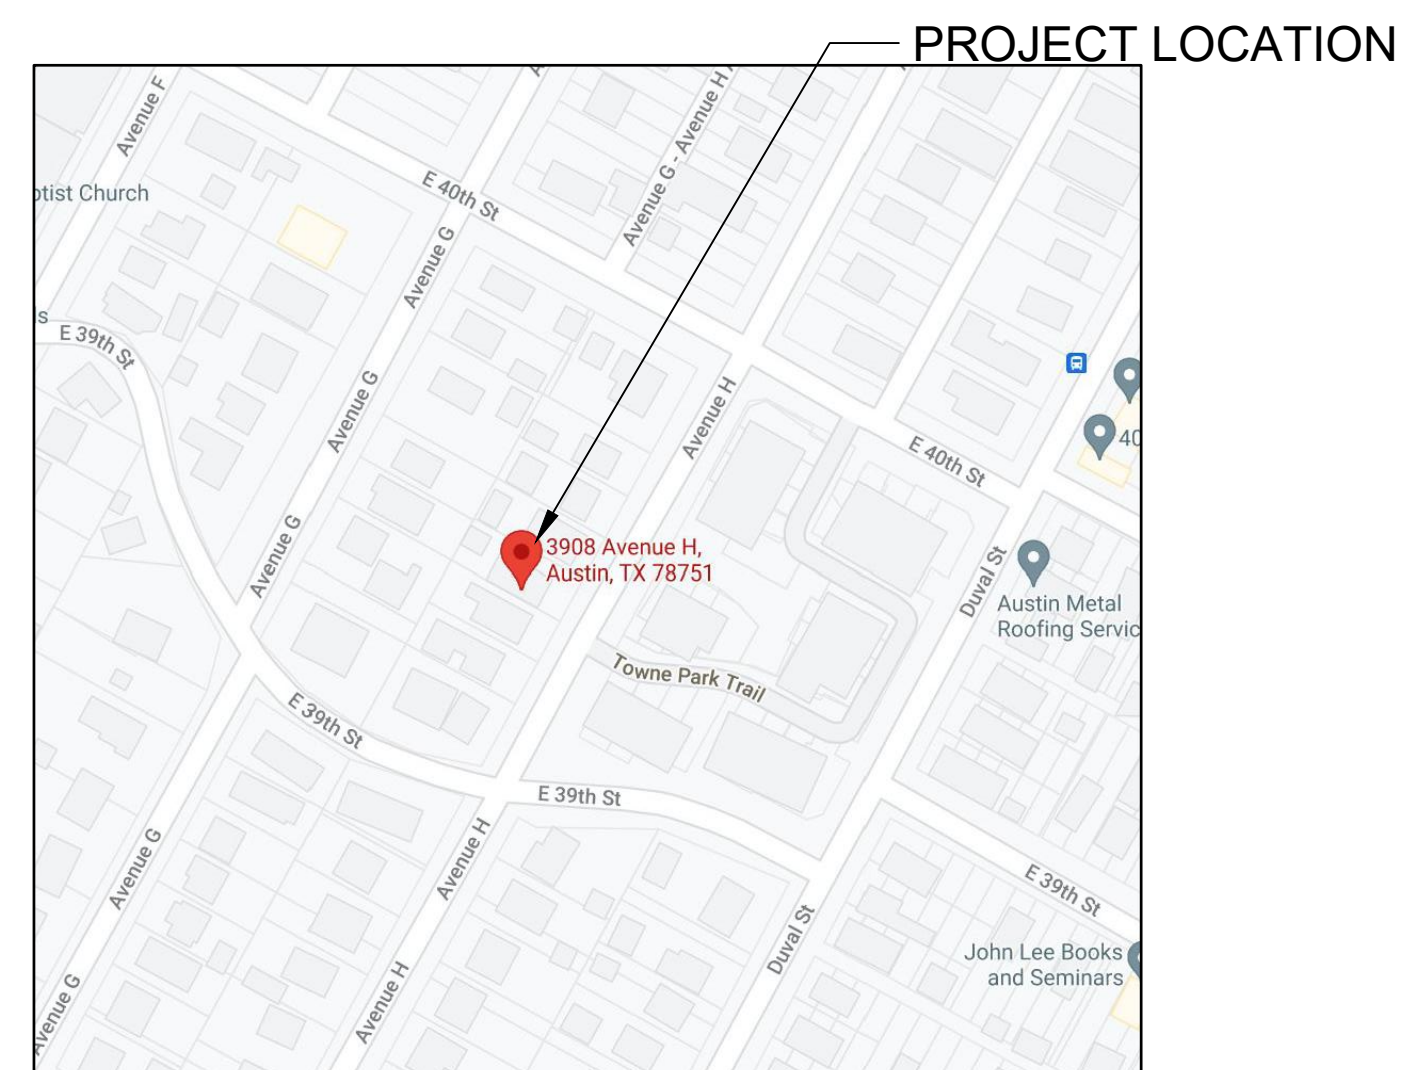 PROJECT LOCATION
Avenue F
Avenue G - Avenue H
ptist Church
E 40th St
Avenue G
s
E 39th St
Avenue G
Avenue H
40
E 40th St
Avenue G
3908 Avenue H,
Austin, TX 78751
Duval St
Austin Metal
Roofing Servic
Towne Park Trail
E 39th St
E 39th St
Avenue G
Avenue H
E 39th St
Duval St
John Lee Books
and Seminars
Avenue H
Avenue G